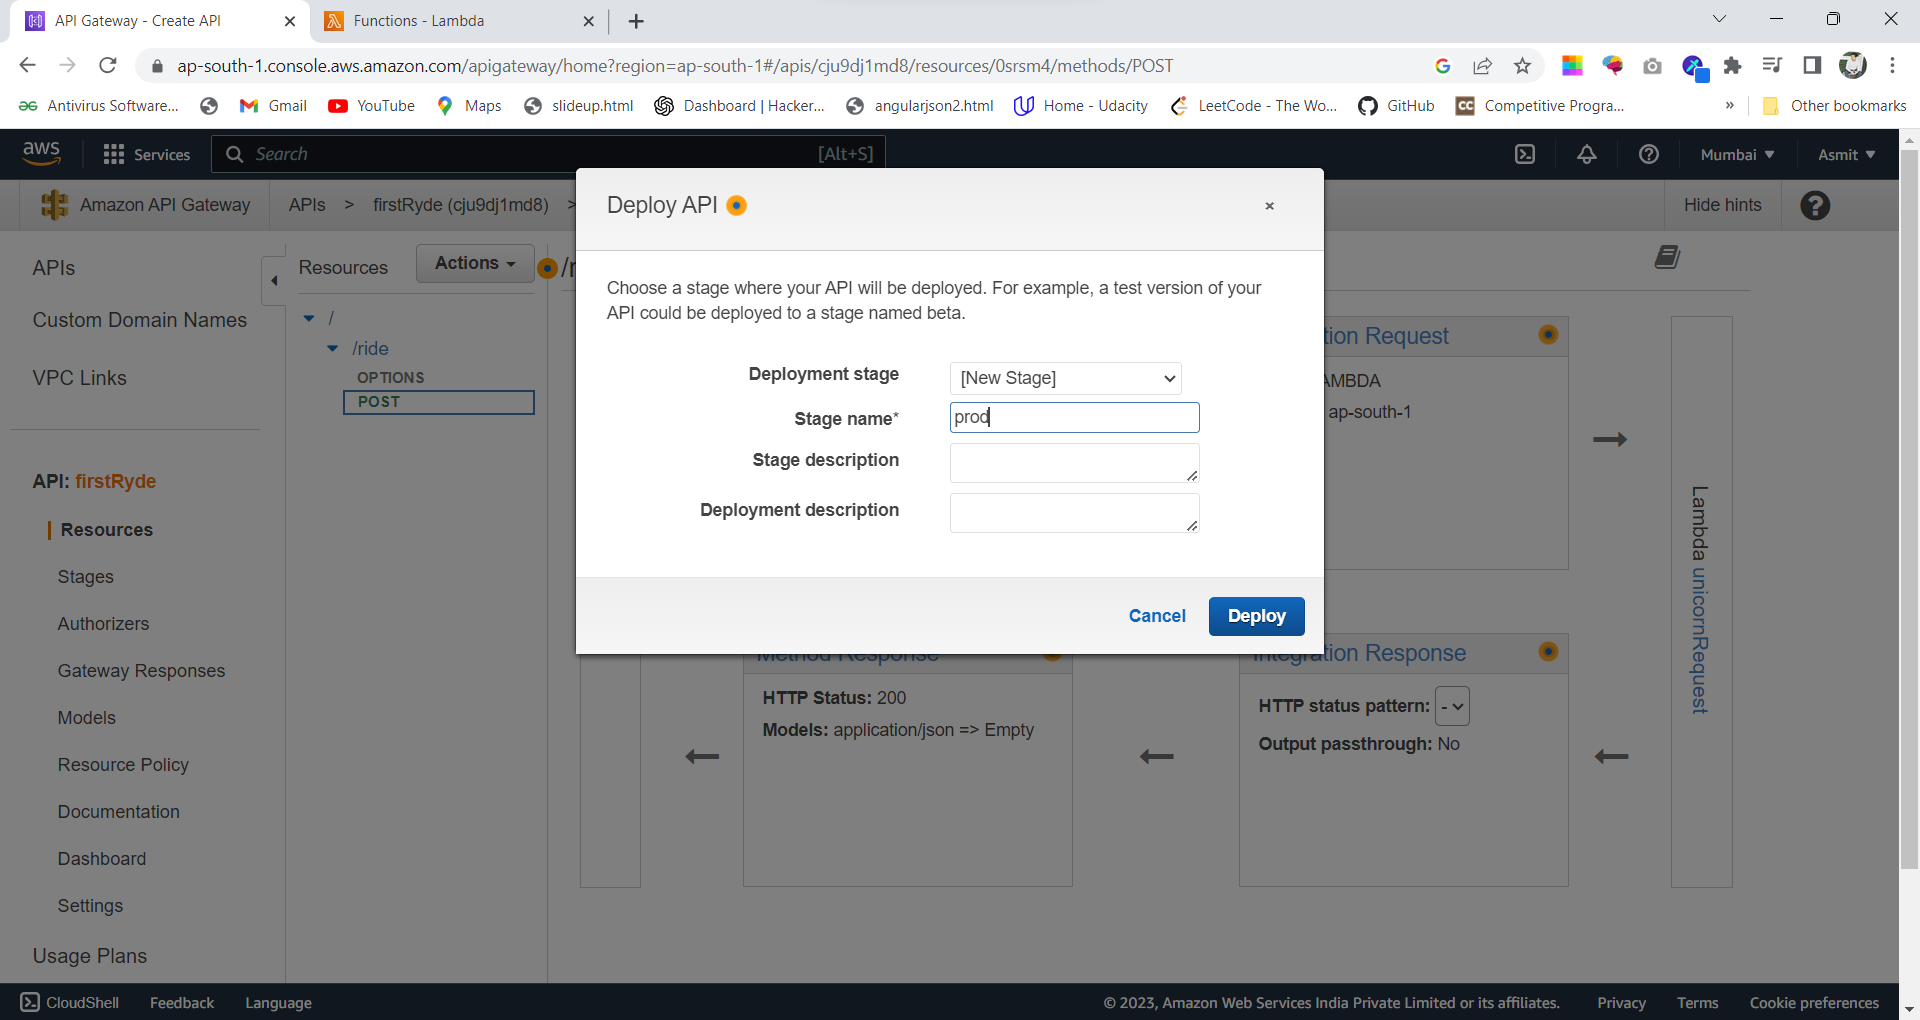 API Gateway - Create API
Functions - Lambda
ap-south-1.console.aws.amazon.com/apigateway/home?region=ap-south-1#/apis/cju9dj1md8/resources/0srsm4/methods/POST
Antivirus Software... Gmail YouTube Maps slideup.html Dashboard | Hacker... angularjson2.html Home - Udacity LeetCode - The Wo... GitHub CC Competitive Progra... » Other bookmarks
aws Services Search [Alt+S] Mumbai Asmit
Amazon API Gateway APIs > firstRyde (cju9dj1md8) > Hide hints
APIs
Custom Domain Names
VPC Links
API: firstRyde
Resources
Stages
Authorizers
Gateway Responses
Models
Resource Policy
Documentation
Dashboard
Settings
Usage Plans
Resources Actions
/
/ride
OPTIONS
POST
Deploy API
×
Choose a stage where your API will be deployed. For example, a test version of your
API could be deployed to a stage named beta.
Deployment stage [New Stage]
Stage name* prod
Stage description
Deployment description
Cancel Deploy
tion Request
AMBDA
ap-south-1
Lambda unicornRequest
Method Response
HTTP Status: 200
Models: application/json => Empty
Integration Response
HTTP status pattern: -
Output passthrough: No
CloudShell Feedback Language © 2023, Amazon Web Services India Private Limited or its affiliates. Privacy Terms Cookie preferences